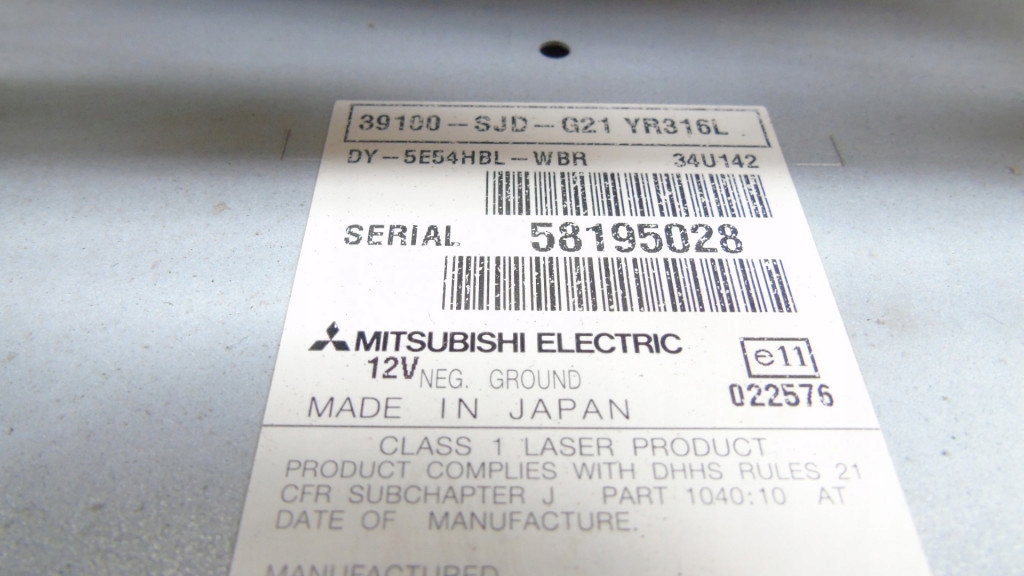 39100-SJD-G21 YR316L
DY-5E54HBL-WBR 34U142
SERIAL 58195028
MITSUBISHI ELECTRIC
e11
12V NEG. GROUND
022576
MADE IN JAPAN
CLASS 1 LASER PRODUCT
PRODUCT COMPLIES WITH DHHS RULES 21
CFR SUBCHAPTER J PART 1040:10 AT
DATE OF MANUFACTURE.
MANUFACTURED